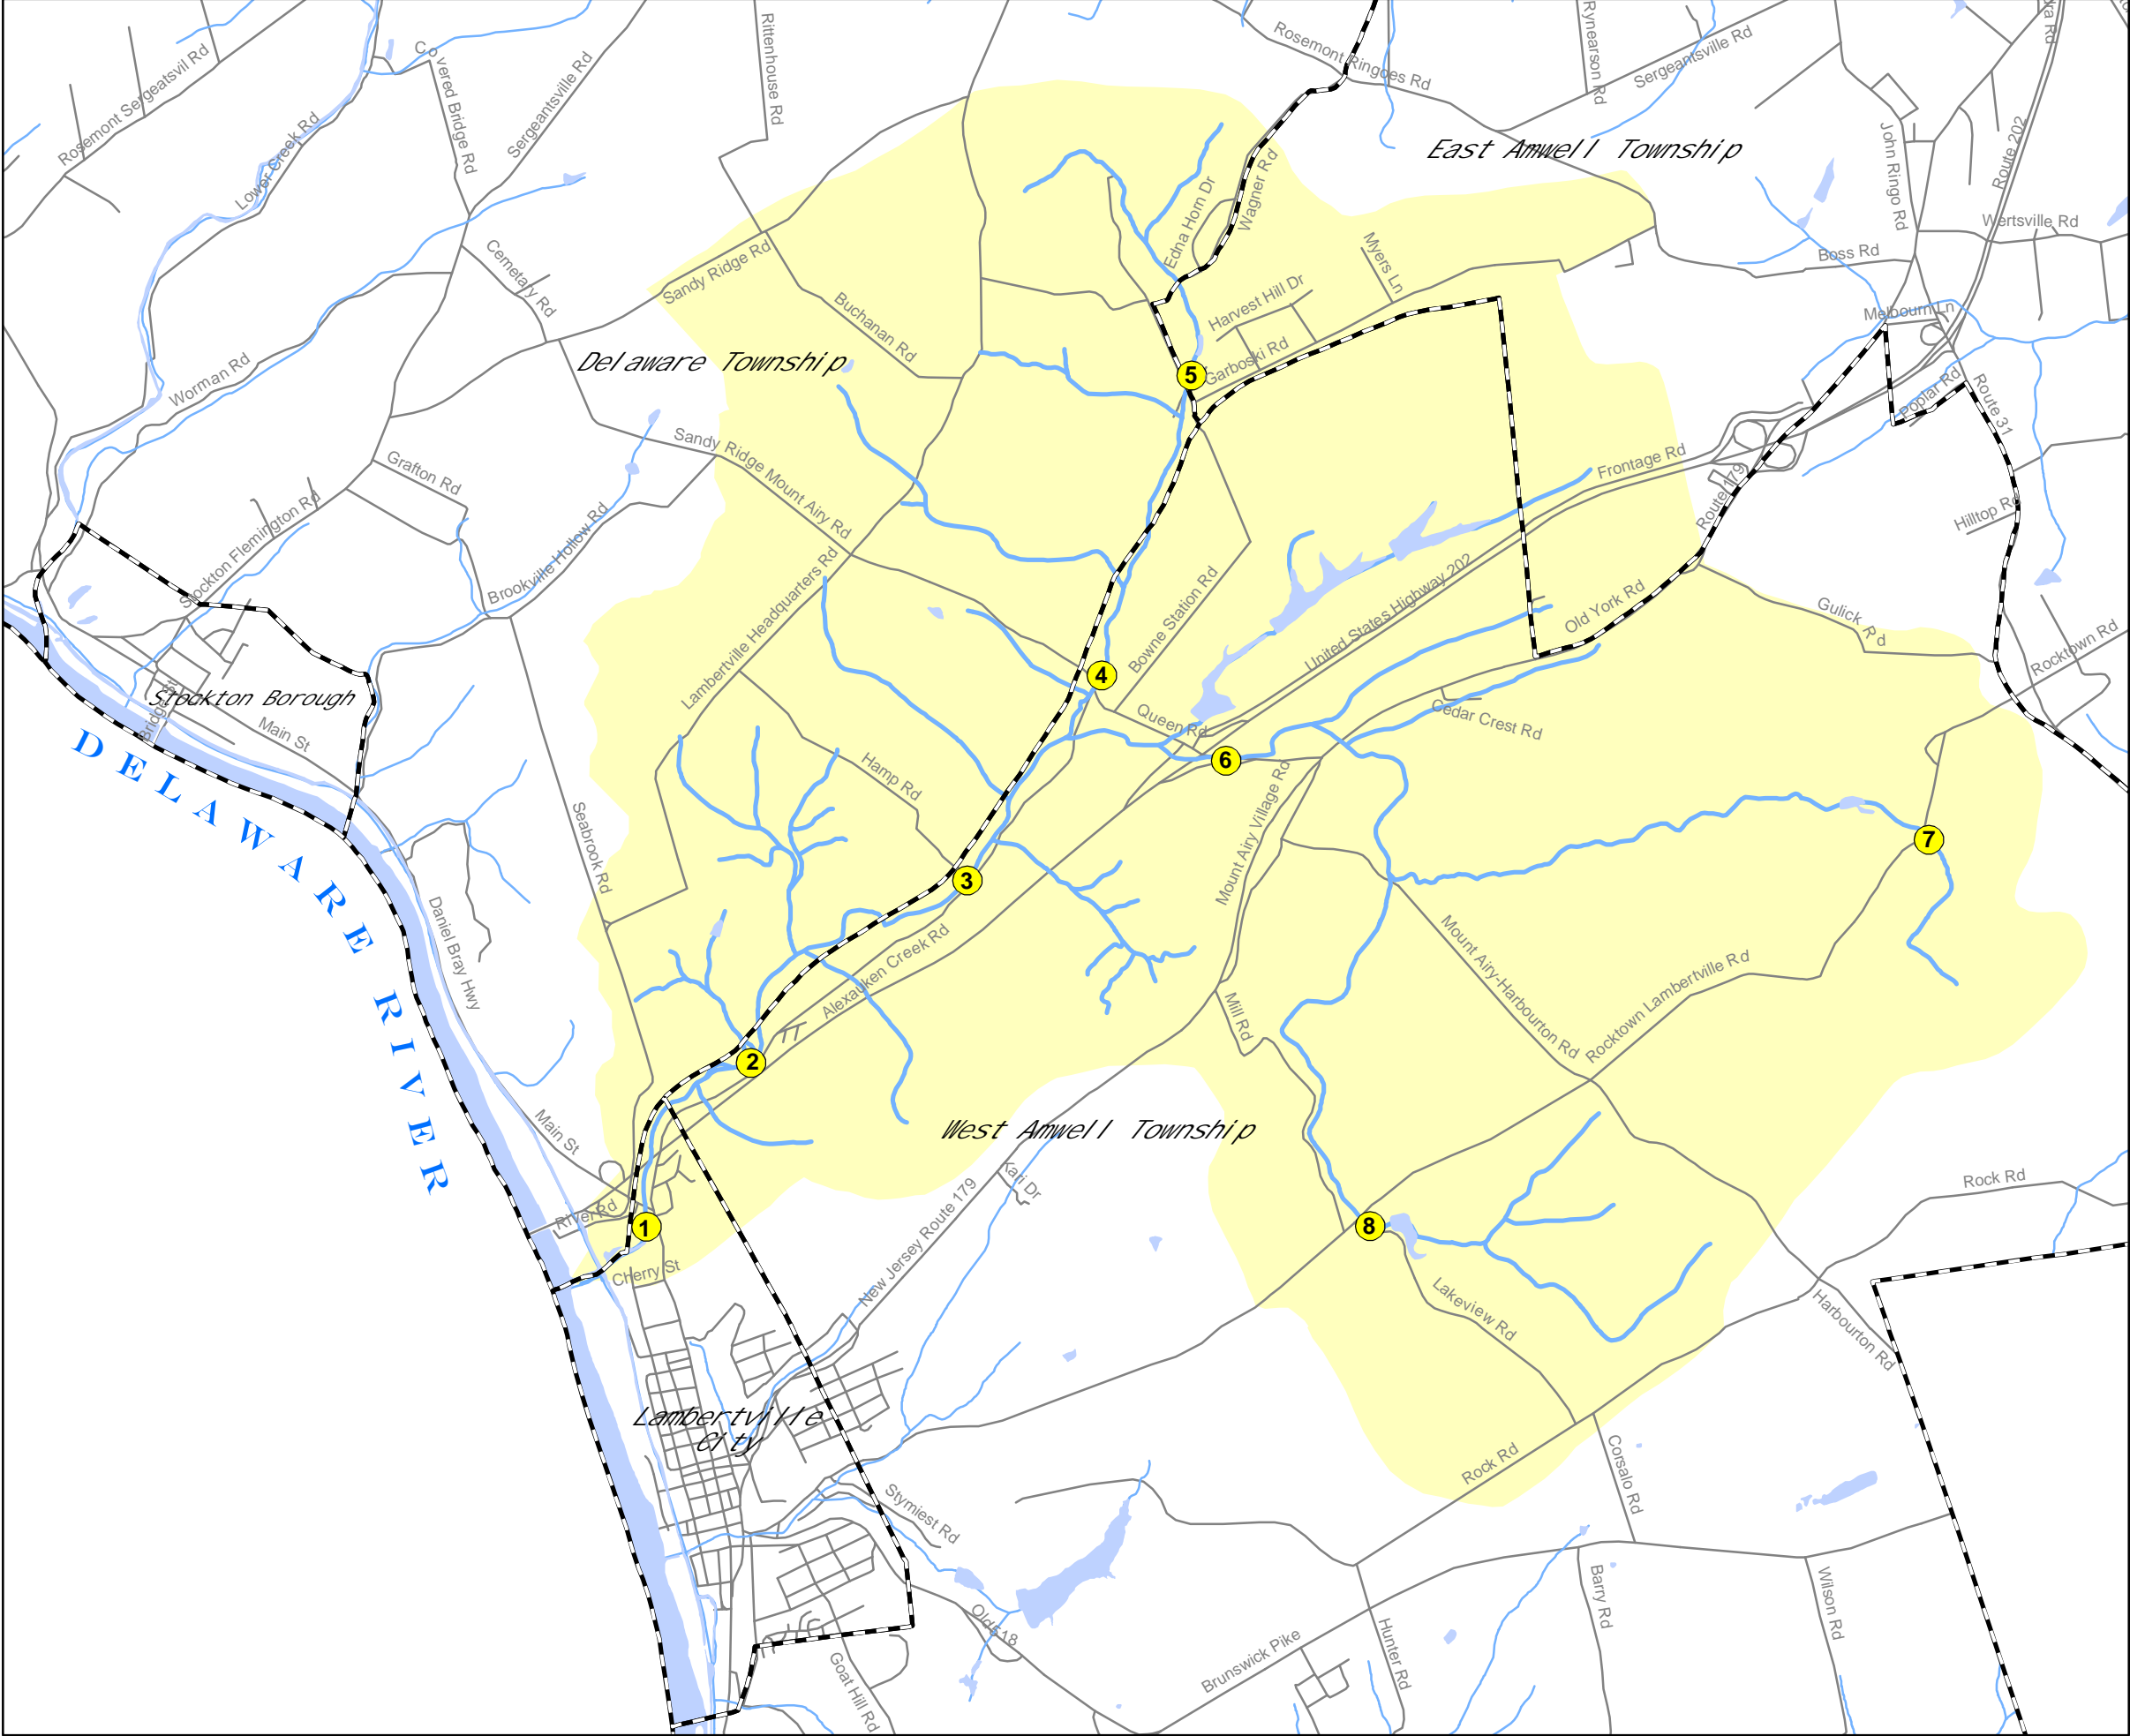 Rosemont Sergeatsvil Rd
Covered Bridge Rd
Lower Creek Rd
Sergeantsville Rd
Rittenhouse Rd
Rosemont Ringoes Rd
Rynearson Rd
Sergeantsville Rd
East Amwell Township
John Ringo Rd
Route 202
Wertsville Rd
Boss Rd
Melbourn Ln
Cemetary Rd
Sandy Ridge Rd
Edna Horn Dr
Wagner Rd
Myers Ln
Harvest Hill Dr
Garboski Rd
Buchanan Rd
Delaware Township
Worman Rd
5
Poplar Rd
Route 31
Grafton Rd
Sandy Ridge Mount Airy Rd
Frontage Rd
Route 179
Hilltop Rd
Stockton Flemington Rd
Brookville Hollow Rd
Lambertville Headquarters Rd
Bowne Station Rd
United States Highway 202
Old York Rd
Gulick Rd
Rocktown Rd
4
Stockton Borough
Bridge St
Main St
Queen Rd
Cedar Crest Rd
6
DELAWARE RIVER
Hamp Rd
Seabrook Rd
Mount Airy Village Rd
7
3
Daniel Bray Hwy
Alexauken Creek Rd
Mount Airy-Harbourton Rd
Rocktown Lambertville Rd
Mill Rd
2
Main St
West Amwell Township
Kari Dr
Rock Rd
River Rd
1
8
Cherry St
New Jersey Route 179
Lakeview Rd
Harbourton Rd
Lambertville
City
Rock Rd
Corsalo Rd
Stymiest Rd
Old 518
Barry Rd
Wilson Rd
Hunter Rd
Brunswick Pike
Goat Hill Rd